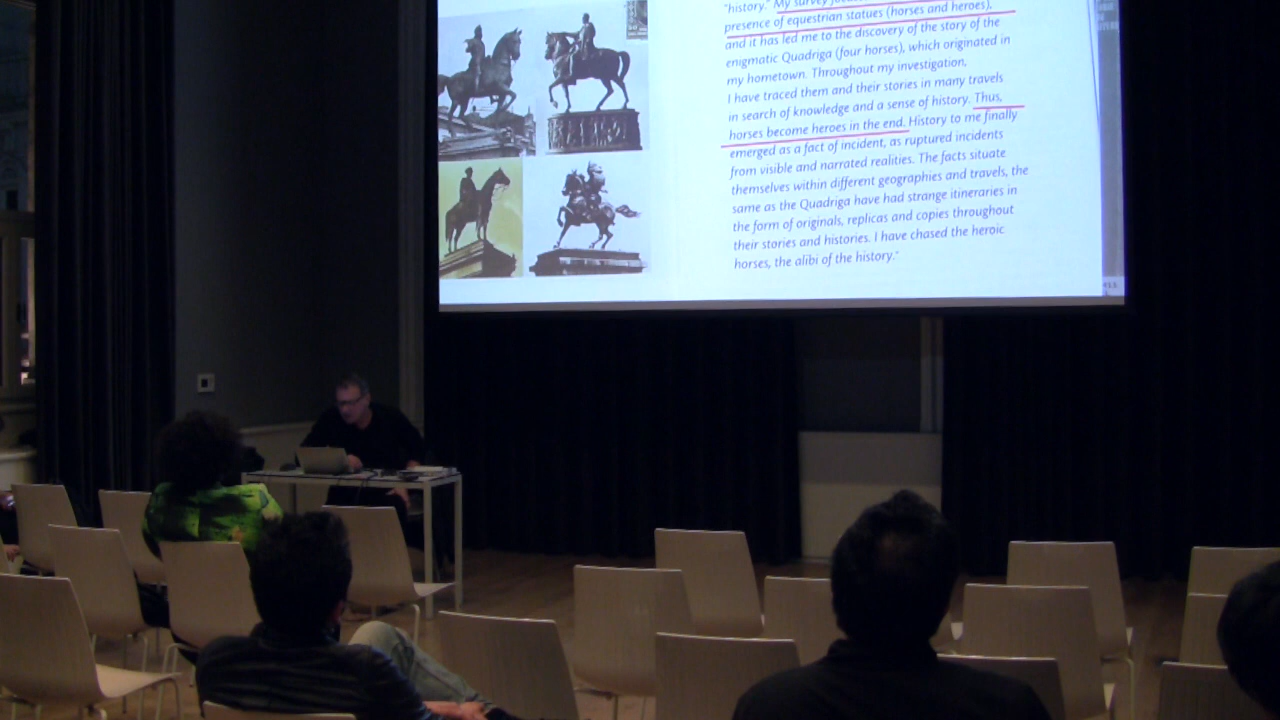 "history." My survey
presence of equestrian statues (horses and heroes),
and it has led me to the discovery of the story of the
enigmatic Quadriga (four horses), which originated in
my hometown. Throughout my investigation,
I have traced them and their stories in many travels
in search of knowledge and a sense of history. Thus,
horses become heroes in the end. History to me finally
emerged as a fact of incident, as ruptured incidents
from visible and narrated realities. The facts situate
themselves within different geographies and travels, the
same as the Quadriga have had strange itineraries in
the form of originals, replicas and copies throughout
their stories and histories. I have chased the heroic
horses, the alibi of the history."